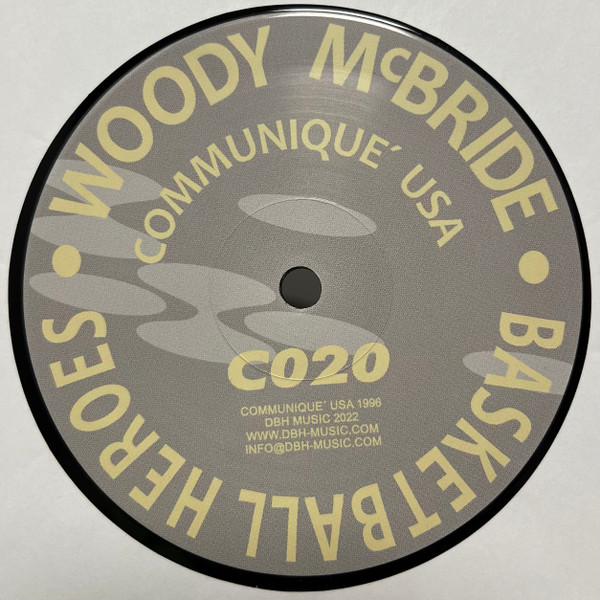 WOODY McBRIDE
COMMUNIQUE´ USA
C020
COMMUNIQUE´ USA 1996
DBH MUSIC 2022
WWW.DBH-MUSIC.COM
INFO@DBH-MUSIC.COM
BASKETBALL HEROES